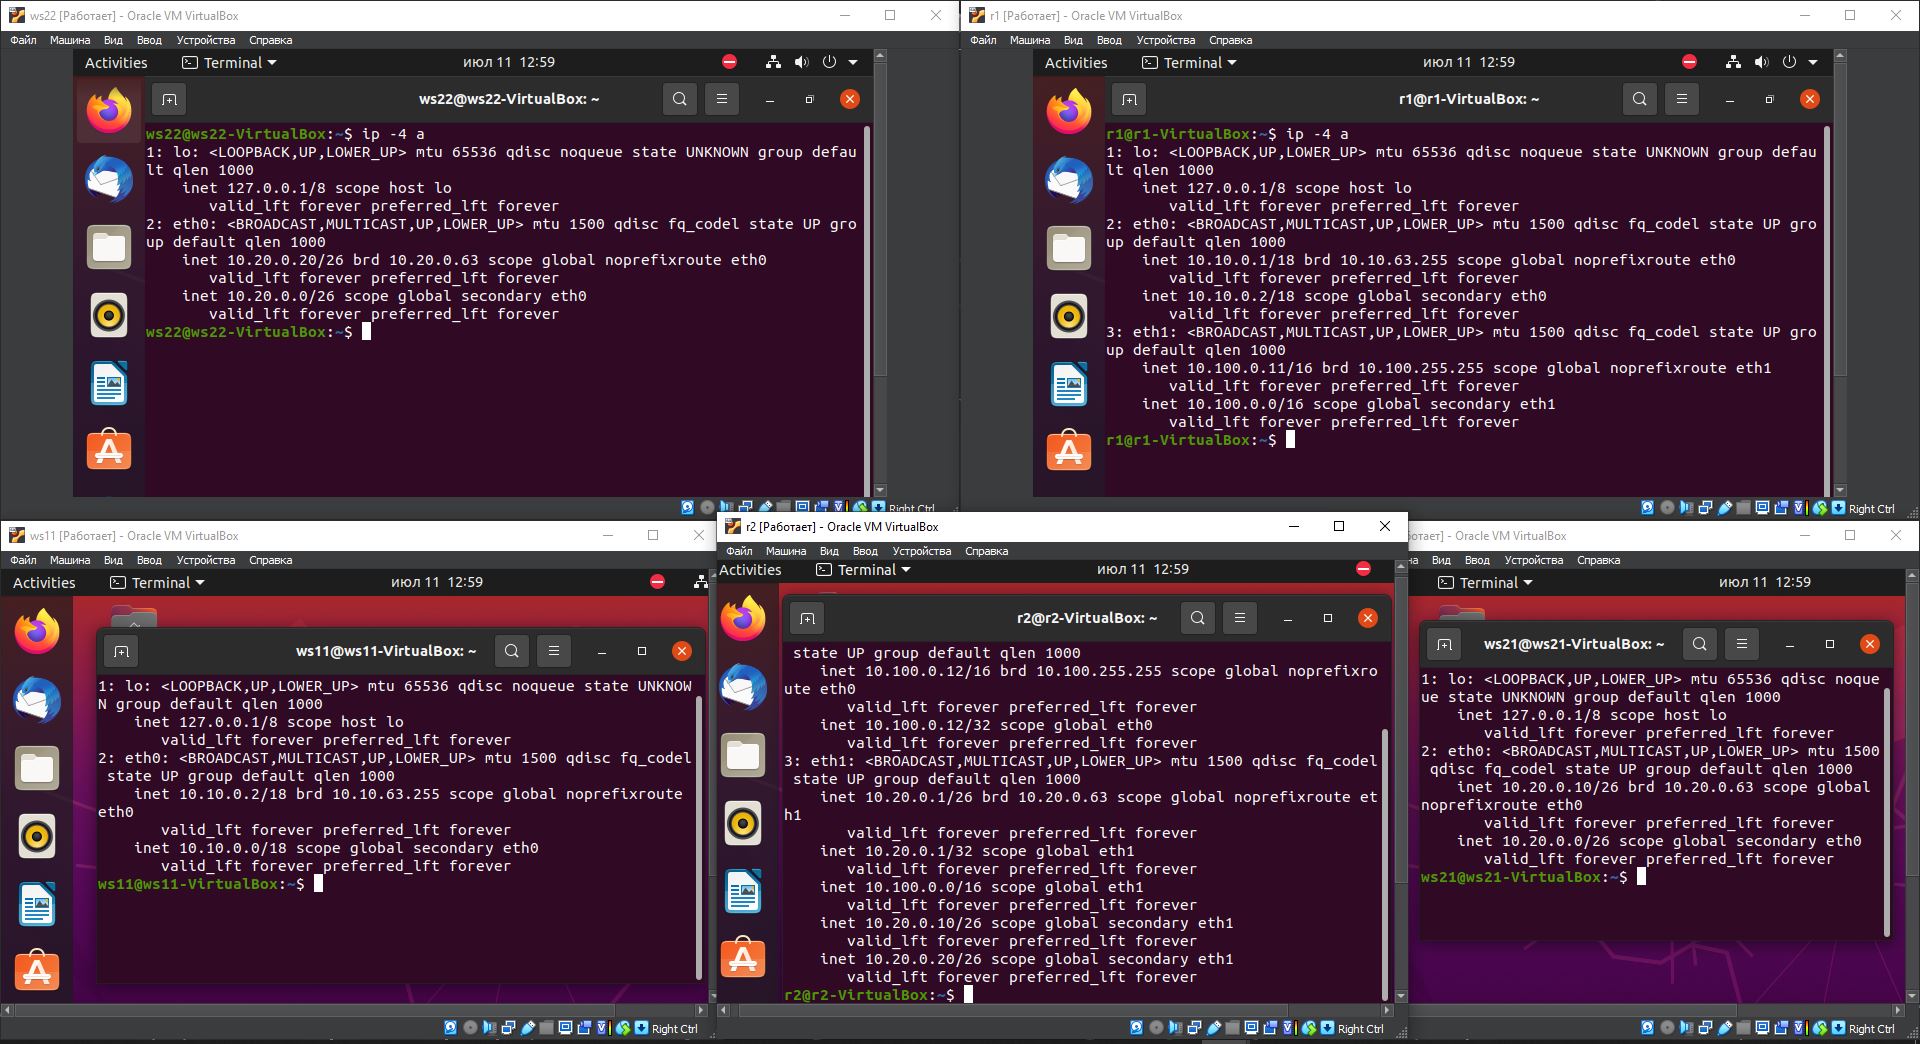 ws22 [Работает] - Oracle VM VirtualBox
Файл Машина Вид Ввод Устройства Справка
Activities Terminal июл 11 12:59
ws22@ws22-VirtualBox: ~
ws22@ws22-VirtualBox:~$ ip -4 a
1: lo: <LOOPBACK,UP,LOWER_UP> mtu 65536 qdisc noqueue state UNKNOWN group defau
lt qlen 1000
inet 127.0.0.1/8 scope host lo
valid_lft forever preferred_lft forever
2: eth0: <BROADCAST,MULTICAST,UP,LOWER_UP> mtu 1500 qdisc fq_codel state UP gro
up default qlen 1000
inet 10.20.0.20/26 brd 10.20.0.63 scope global noprefixroute eth0
valid_lft forever preferred_lft forever
inet 10.20.0.0/26 scope global secondary eth0
valid_lft forever preferred_lft forever
ws22@ws22-VirtualBox:~$
Right Ctrl
r1 [Работает] - Oracle VM VirtualBox
Файл Машина Вид Ввод Устройства Справка
Activities Terminal июл 11 12:59
r1@r1-VirtualBox: ~
r1@r1-VirtualBox:~$ ip -4 a
1: lo: <LOOPBACK,UP,LOWER_UP> mtu 65536 qdisc noqueue state UNKNOWN group defau
lt qlen 1000
inet 127.0.0.1/8 scope host lo
valid_lft forever preferred_lft forever
2: eth0: <BROADCAST,MULTICAST,UP,LOWER_UP> mtu 1500 qdisc fq_codel state UP gro
up default qlen 1000
inet 10.10.0.1/18 brd 10.10.63.255 scope global noprefixroute eth0
valid_lft forever preferred_lft forever
inet 10.10.0.2/18 scope global secondary eth0
valid_lft forever preferred_lft forever
3: eth1: <BROADCAST,MULTICAST,UP,LOWER_UP> mtu 1500 qdisc fq_codel state UP gro
up default qlen 1000
inet 10.100.0.11/16 brd 10.100.255.255 scope global noprefixroute eth1
valid_lft forever preferred_lft forever
inet 10.100.0.0/16 scope global secondary eth1
valid_lft forever preferred_lft forever
r1@r1-VirtualBox:~$
Right Ctrl
ws11 [Работает] - Oracle VM VirtualBox
Файл Машина Вид Ввод Устройства Справка
Activities Terminal июл 11 12:59
ws11@ws11-VirtualBox: ~
1: lo: <LOOPBACK,UP,LOWER_UP> mtu 65536 qdisc noqueue state UNKNOW
N group default qlen 1000
inet 127.0.0.1/8 scope host lo
valid_lft forever preferred_lft forever
2: eth0: <BROADCAST,MULTICAST,UP,LOWER_UP> mtu 1500 qdisc fq_codel
state UP group default qlen 1000
inet 10.10.0.2/18 brd 10.10.63.255 scope global noprefixroute
eth0
valid_lft forever preferred_lft forever
inet 10.10.0.0/18 scope global secondary eth0
valid_lft forever preferred_lft forever
ws11@ws11-VirtualBox:~$
Right Ctrl
r2 [Работает] - Oracle VM VirtualBox
Файл Машина Вид Ввод Устройства Справка
Activities Terminal июл 11 12:59
r2@r2-VirtualBox: ~
state UP group default qlen 1000
inet 10.100.0.12/16 brd 10.100.255.255 scope global noprefixro
ute eth0
valid_lft forever preferred_lft forever
inet 10.100.0.12/32 scope global eth0
valid_lft forever preferred_lft forever
3: eth1: <BROADCAST,MULTICAST,UP,LOWER_UP> mtu 1500 qdisc fq_codel
state UP group default qlen 1000
inet 10.20.0.1/26 brd 10.20.0.63 scope global noprefixroute et
h1
valid_lft forever preferred_lft forever
inet 10.20.0.1/32 scope global eth1
valid_lft forever preferred_lft forever
inet 10.100.0.0/16 scope global eth1
valid_lft forever preferred_lft forever
inet 10.20.0.10/26 scope global secondary eth1
valid_lft forever preferred_lft forever
inet 10.20.0.20/26 scope global secondary eth1
valid_lft forever preferred_lft forever
r2@r2-VirtualBox:~$
Right Ctrl
ботает] - Oracle VM VirtualBox
на Вид Ввод Устройства Справка
Terminal июл 11 12:59
ws21@ws21-VirtualBox: ~
1: lo: <LOOPBACK,UP,LOWER_UP> mtu 65536 qdisc noque
ue state UNKNOWN group default qlen 1000
inet 127.0.0.1/8 scope host lo
valid_lft forever preferred_lft forever
2: eth0: <BROADCAST,MULTICAST,UP,LOWER_UP> mtu 1500
qdisc fq_codel state UP group default qlen 1000
inet 10.20.0.10/26 brd 10.20.0.63 scope global
noprefixroute eth0
valid_lft forever preferred_lft forever
inet 10.20.0.0/26 scope global secondary eth0
valid_lft forever preferred_lft forever
ws21@ws21-VirtualBox:~$
Right Ctrl